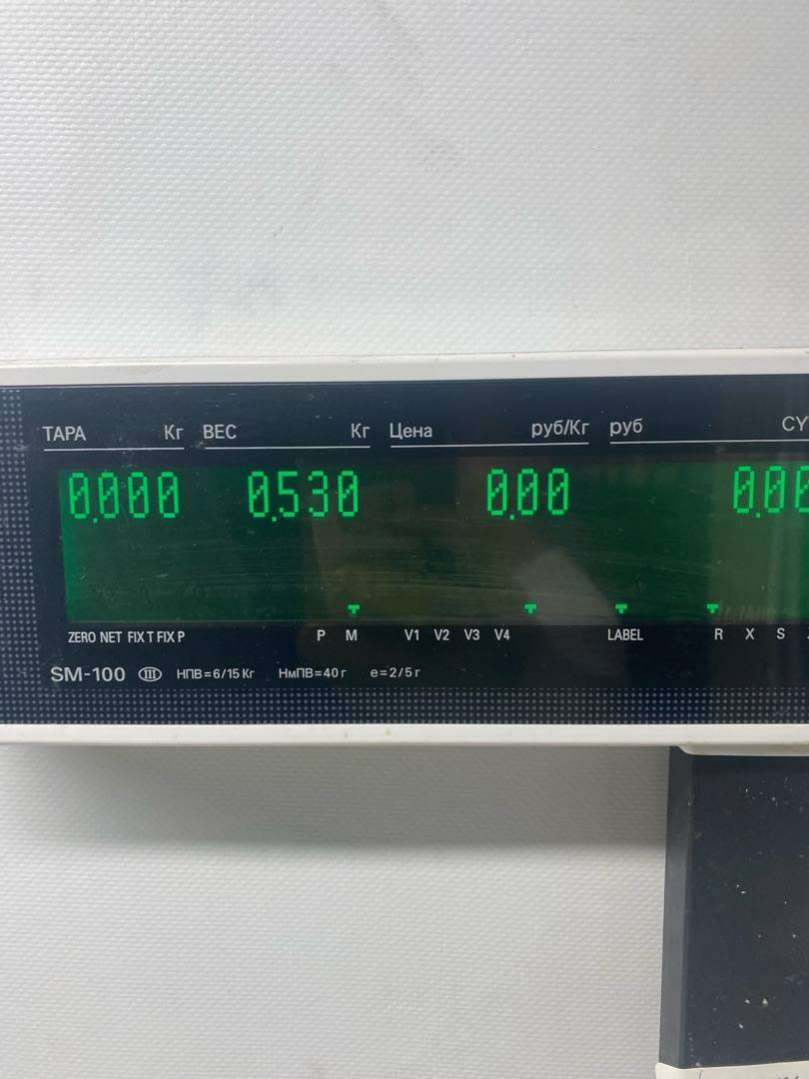 ТАРА Кг ВЕС Кг Цена руб/Кг руб
0.000 0.530 0.00
ZERO NET FIX T FIX P P M V1 V2 V3 V4 LABEL R X S
SM-100 III НПВ=6/15 Кг НмПВ=40 г e=2/5 г